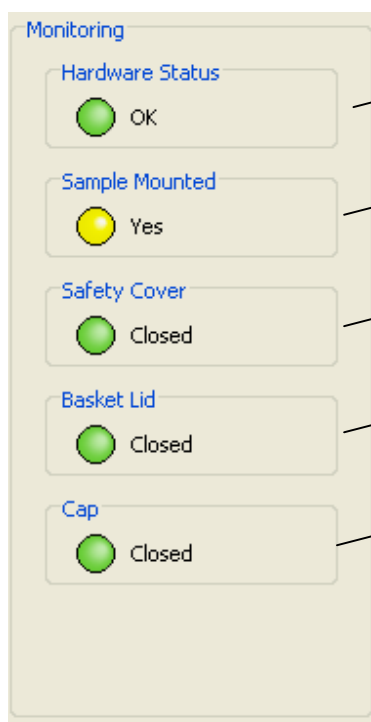 Monitoring
Hardware Status
OK
Sample Mounted
Yes
Safety Cover
Closed
Basket Lid
Closed
Cap
Closed